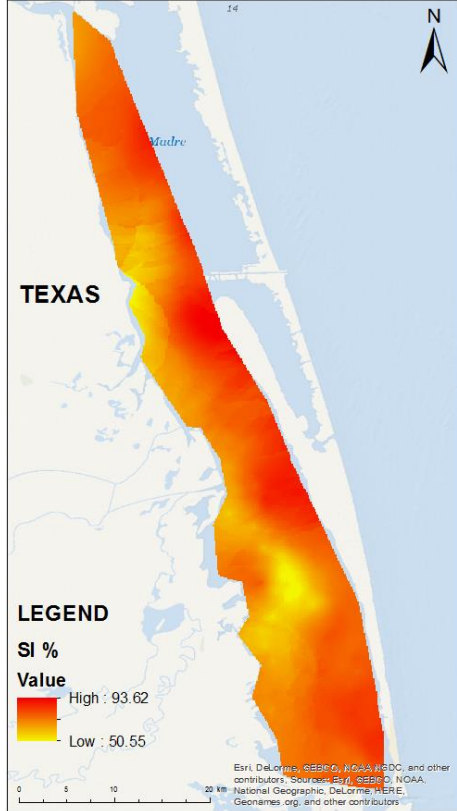 14
N
Madre
TEXAS
LEGEND
SI %
Value
High : 93.62
Low : 50.55
0 5 10 20 km
Esri, DeLorme, GEBCO, NOAA NGDC, and other
contributors, Sources: Esri, GEBCO, NOAA,
National Geographic, DeLorme, HERE,
Geonames.org, and other contributors